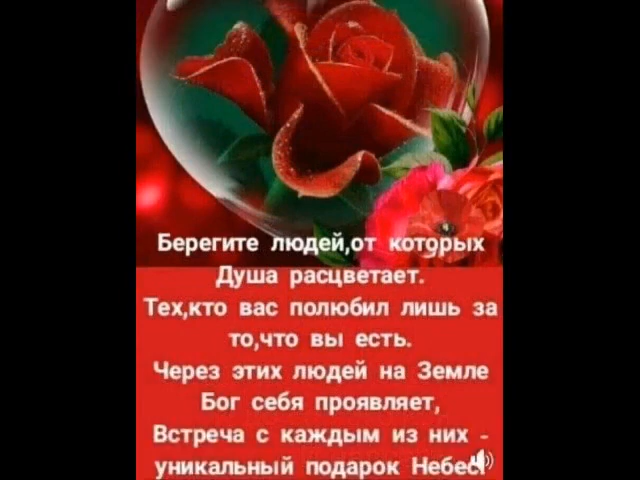 Берегите людей,от которых
Душа расцветает.
Тех,кто вас полюбил лишь за
то,что вы есть.
Через этих людей на Земле
Бог себя проявляет,
Встреча с каждым из них -
уникальный подарок Небес!